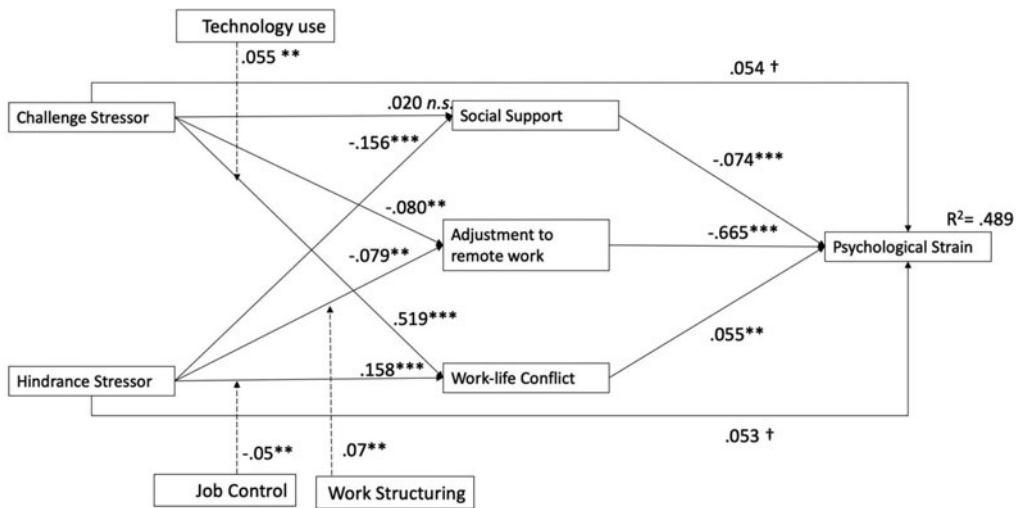 Technology use
.055 **
.054 †
Challenge Stressor
.020 n.s.
Social Support
-.156***
-.074***
-.080**
R²= .489
Adjustment to
remote work
-.665***
Psychological Strain
-.079**
.519***
.055**
Hindrance Stressor
.158***
Work-life Conflict
.053 †
-.05**
.07**
Job Control
Work Structuring